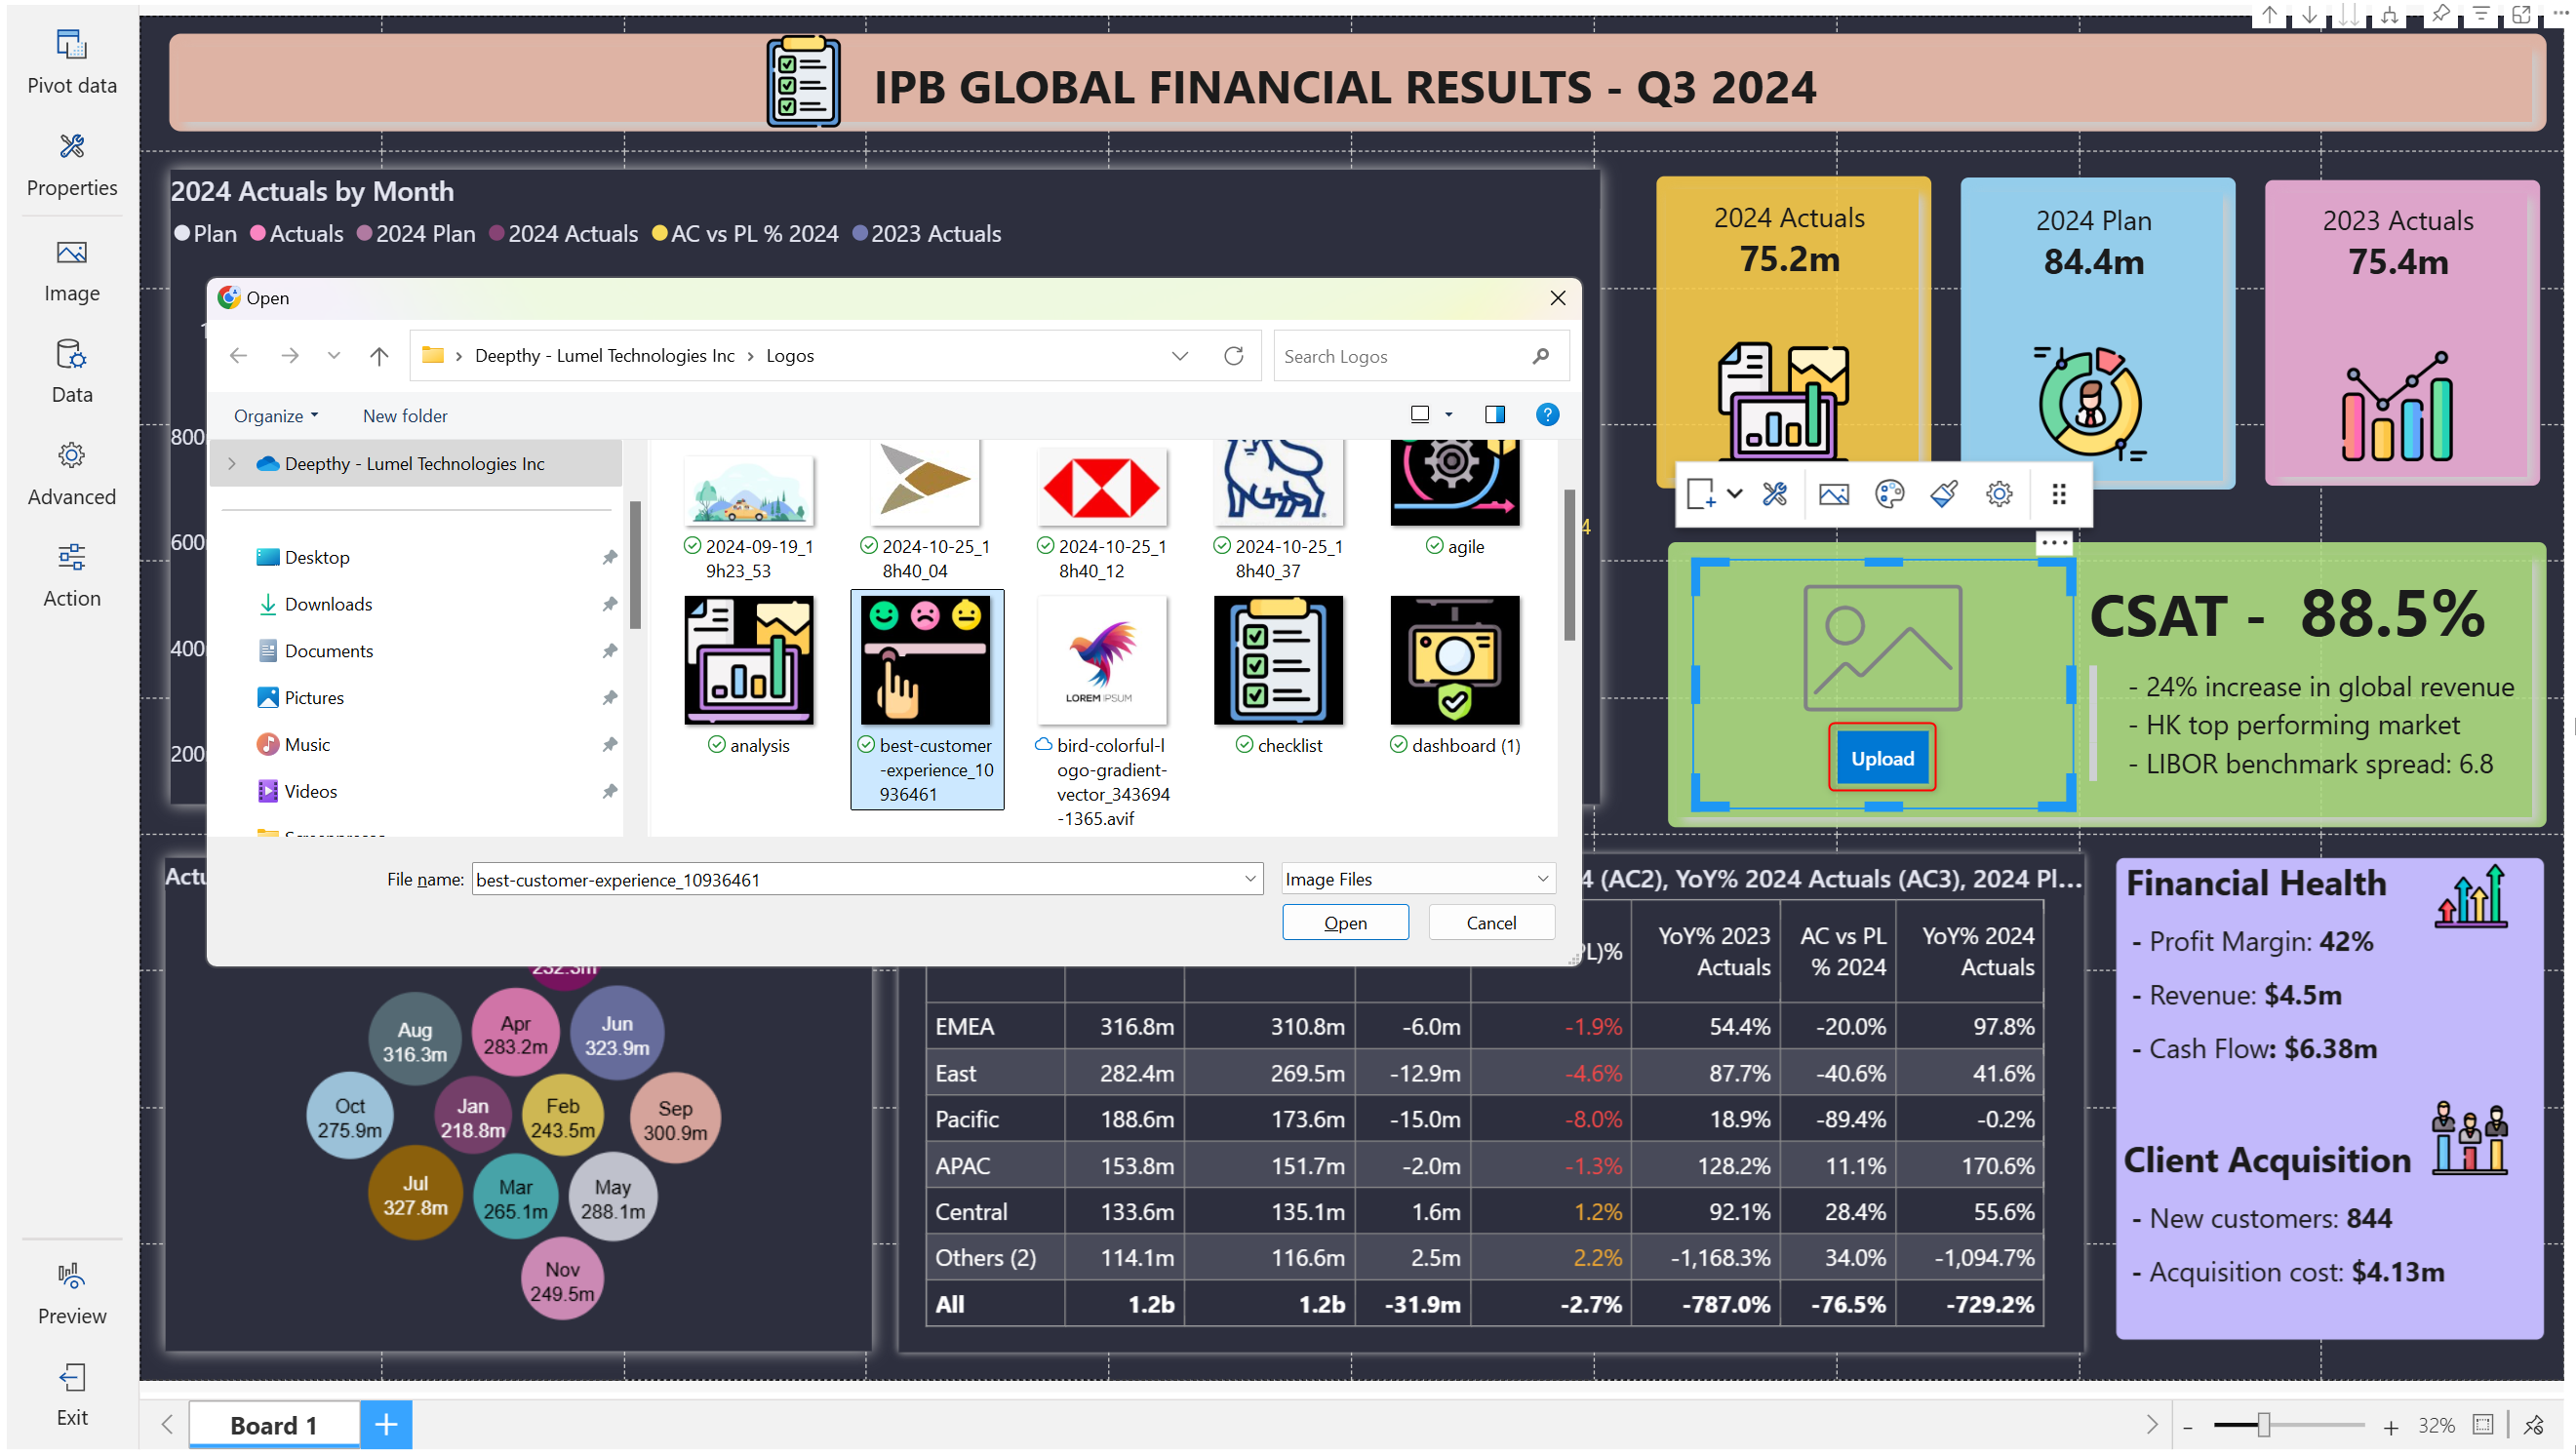 Pivot data
Properties
Image
Data
Advanced
Action
Preview
Exit
IPB GLOBAL FINANCIAL RESULTS - Q3 2024
2024 Actuals by Month
Plan Actuals 2024 Plan 2024 Actuals AC vs PL % 2024 2023 Actuals
800
600
400
200
2024 Actuals
75.2m
2024 Plan
84.4m
2023 Actuals
75.4m
Open
Deepthy - Lumel Technologies Inc > Logos
Search Logos
Organize
New folder
Deepthy - Lumel Technologies Inc
Desktop
Downloads
Documents
Pictures
Music
Videos
2024-09-19_1
9h23_53
2024-10-25_1
8h40_04
2024-10-25_1
8h40_12
2024-10-25_1
8h40_37
agile
analysis
best-customer
-experience_10
936461
LOREM IPSUM
bird-colorful-l
ogo-gradient-
vector_343694
-1365.avif
checklist
dashboard (1)
File name: best-customer-experience_10936461
Image Files
Open
Cancel
4
Upload
CSAT - 88.5%
- 24% increase in global revenue
- HK top performing market
- LIBOR benchmark spread: 6.8
Actu
232.3m
Aug
316.3m
Apr
283.2m
Jun
323.9m
Oct
275.9m
Jan
218.8m
Feb
243.5m
Sep
300.9m
Jul
327.8m
Mar
265.1m
May
288.1m
Nov
249.5m
4 (AC2), YoY% 2024 Actuals (AC3), 2024 Pl...
PL)%
YoY% 2023
Actuals
AC vs PL
% 2024
YoY% 2024
Actuals
EMEA 316.8m 310.8m -6.0m -1.9% 54.4% -20.0% 97.8%
East 282.4m 269.5m -12.9m -4.6% 87.7% -40.6% 41.6%
Pacific 188.6m 173.6m -15.0m -8.0% 18.9% -89.4% -0.2%
APAC 153.8m 151.7m -2.0m -1.3% 128.2% 11.1% 170.6%
Central 133.6m 135.1m 1.6m 1.2% 92.1% 28.4% 55.6%
Others (2) 114.1m 116.6m 2.5m 2.2% -1,168.3% 34.0% -1,094.7%
All 1.2b 1.2b -31.9m -2.7% -787.0% -76.5% -729.2%
Financial Health
- Profit Margin: 42%
- Revenue: $4.5m
- Cash Flow: $6.38m
Client Acquisition
- New customers: 844
- Acquisition cost: $4.13m
Board 1
32%